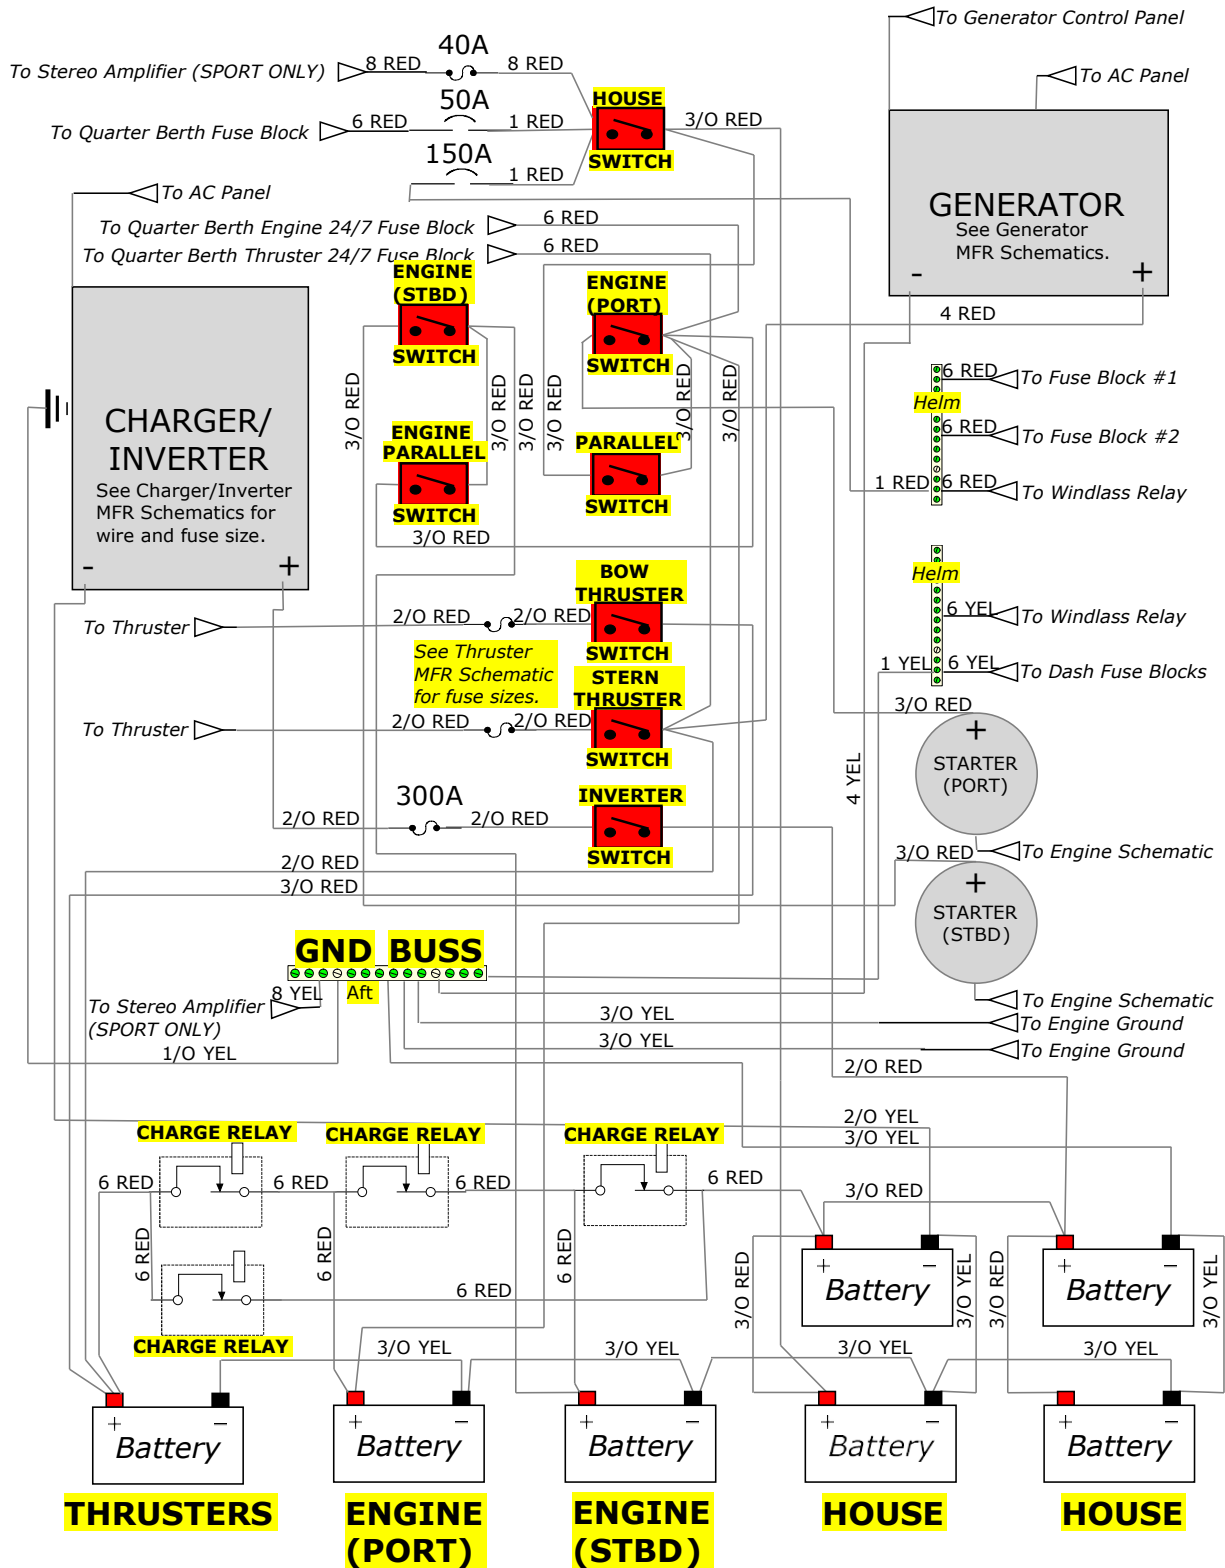 To Generator Control Panel
40A
To Stereo Amplifier (SPORT ONLY)
8 RED
8 RED
To AC Panel
50A
HOUSE
To Quarter Berth Fuse Block
6 RED
1 RED
3/O RED
150A
SWITCH
1 RED
To AC Panel
GENERATOR
See Generator
MFR Schematics.
-
+
To Quarter Berth Engine 24/7 Fuse Block
6 RED
To Quarter Berth Thruster 24/7 Fuse Block
6 RED
ENGINE
(STBD)
ENGINE
(PORT)
4 RED
SWITCH
SWITCH
6 RED
To Fuse Block #1
Helm
3/O RED
3/O RED
3/O RED
3/O RED
3/O RED
3/O RED
CHARGER/
INVERTER
See Charger/Inverter
MFR Schematics for
wire and fuse size.
-
+
ENGINE
PARALLEL
PARALLEL
6 RED
To Fuse Block #2
SWITCH
SWITCH
1 RED
6 RED
To Windlass Relay
3/O RED
BOW
THRUSTER
Helm
To Thruster
2/O RED
2/O RED
6 YEL
To Windlass Relay
SWITCH
See Thruster
MFR Schematic
for fuse sizes.
STERN
THRUSTER
1 YEL
6 YEL
To Dash Fuse Blocks
To Thruster
2/O RED
2/O RED
3/O RED
SWITCH
+
STARTER
(PORT)
4 YEL
300A
INVERTER
2/O RED
2/O RED
SWITCH
3/O RED
To Engine Schematic
2/O RED
3/O RED
+
STARTER
(STBD)
GND BUSS
8 YEL
Aft
To Stereo Amplifier
(SPORT ONLY)
To Engine Schematic
3/O YEL
To Engine Ground
3/O YEL
To Engine Ground
1/O YEL
2/O RED
2/O YEL
3/O YEL
CHARGE RELAY
CHARGE RELAY
CHARGE RELAY
6 RED
6 RED
6 RED
6 RED
3/O RED
6 RED
6 RED
6 RED
6 RED
3/O RED
3/O YEL
3/O RED
3/O YEL
+
−
Battery
+
−
Battery
CHARGE RELAY
3/O YEL
3/O YEL
3/O YEL
3/O YEL
+
−
Battery
+
−
Battery
+
−
Battery
+
−
Battery
+
−
Battery
THRUSTERS
ENGINE
(PORT)
ENGINE
(STBD)
HOUSE
HOUSE